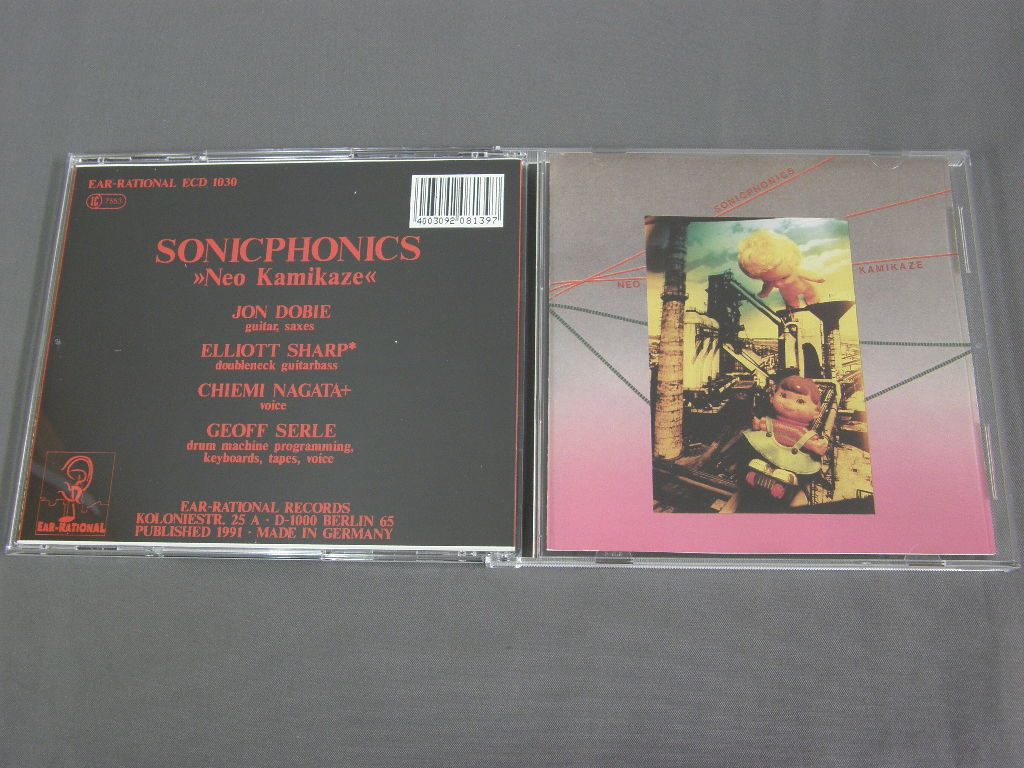 EAR-RATIONAL ECD 1030
LC 7553
4003092 081397
SONICPHONICS
»Neo Kamikaze«
JON DOBIE
guitar, saxes
ELLIOTT SHARP*
doubleneck guitarbass
CHIEMI NAGATA+
voice
GEOFF SERLE
drum machine programming,
keyboards, tapes, voice
EAR-RATIONAL
EAR-RATIONAL RECORDS
KOLONIESTR. 25 A · D-1000 BERLIN 65
PUBLISHED 1991 · MADE IN GERMANY
SONICPHONICS
NEO KAMIKAZE